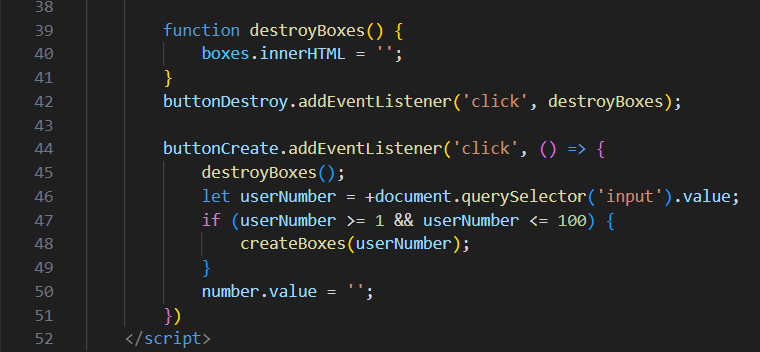 38
39 function destroyBoxes() {
40 boxes.innerHTML = '';
41 }
42 buttonDestroy.addEventListener('click', destroyBoxes);
43
44 buttonCreate.addEventListener('click', () => {
45 destroyBoxes();
46 let userNumber = +document.querySelector('input').value;
47 if (userNumber >= 1 && userNumber <= 100) {
48 createBoxes(userNumber);
49 }
50 number.value = '';
51 })
52 </script>